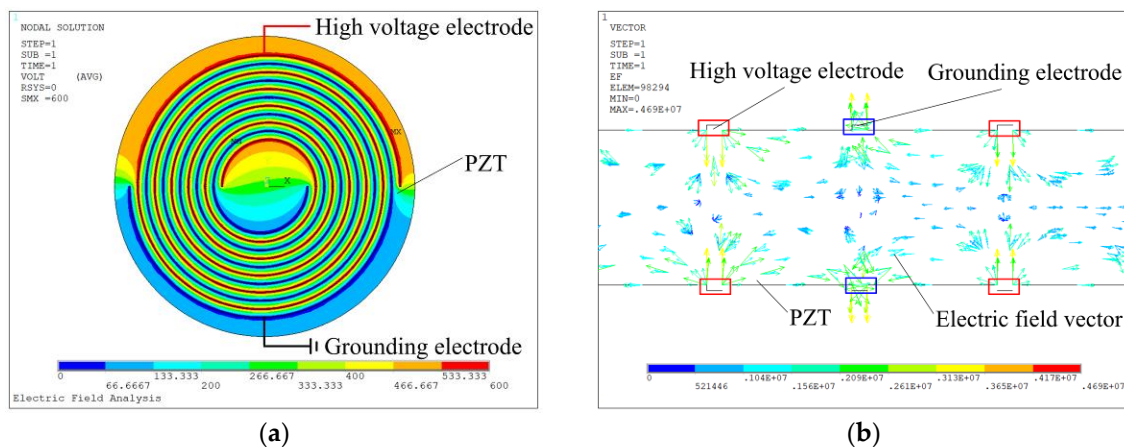 1
NODAL SOLUTION
STEP=1
SUB =1
TIME=1
VOLT (AVG)
RSYS=0
SMX =600
High voltage electrode
MX
MN
X
PZT
Grounding electrode
0 133.333 266.667 400 533.333
66.6667 200 333.333 466.667 600
Electric Field Analysis
(a)
1
VECTOR
STEP=1
SUB =1
TIME=1
EF
ELEM=98294
MIN=0
MAX=.469E+07
High voltage electrode
Grounding electrode
PZT
Electric field vector
0 .104E+07 .209E+07 .313E+07 .417E+07
521446 .156E+07 .261E+07 .365E+07 .469E+07
(b)